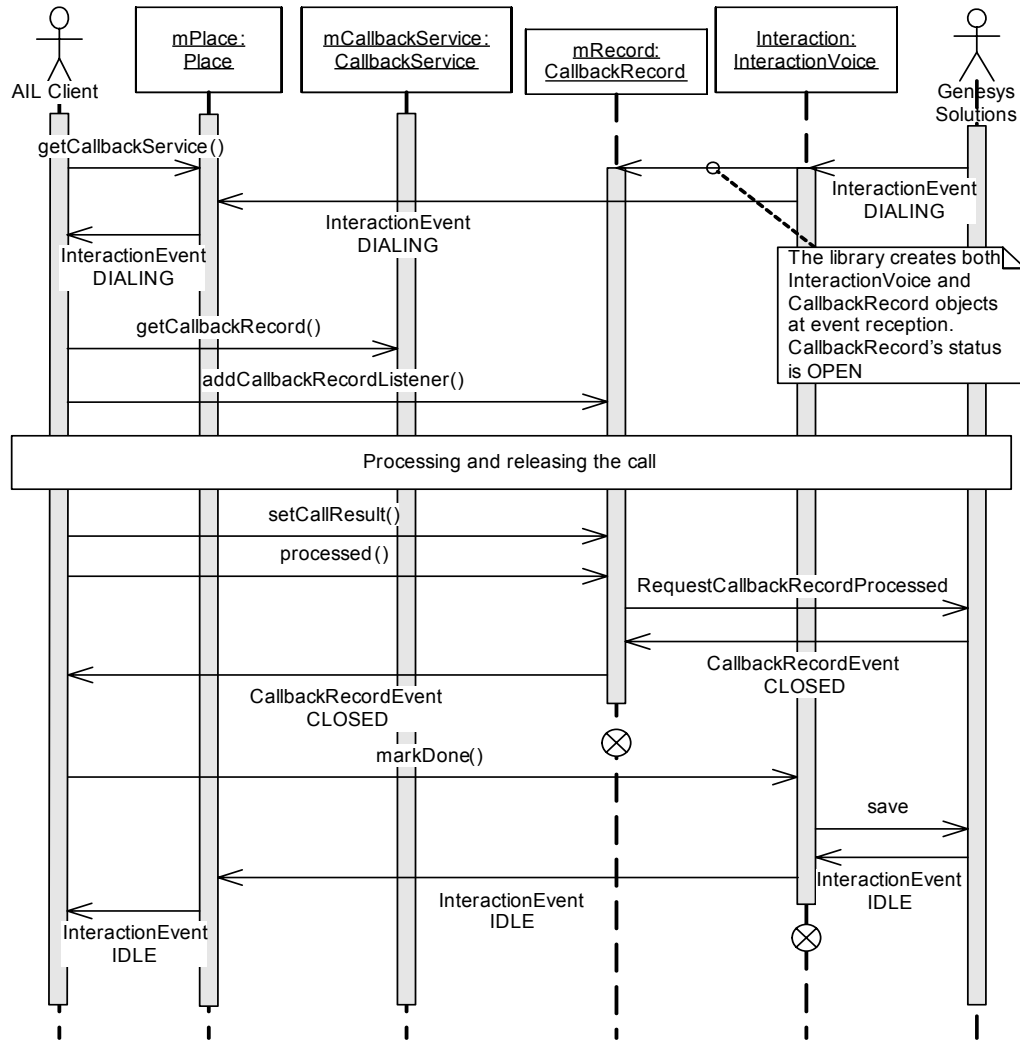 mPlace:
Place
mCallbackService:
CallbackService
mRecord:
CallbackRecord
Interaction:
InteractionVoice
AIL Client
Genesys
Solutions
getCallbackService()
InteractionEvent
DIALING
InteractionEvent
DIALING
InteractionEvent
DIALING
The library creates both
InteractionVoice and
CallbackRecord objects
at event reception.
CallbackRecord's status
is OPEN
getCallbackRecord()
addCallbackRecordListener()
Processing and releasing the call
setCallResult()
processed()
RequestCallbackRecordProcessed
CallbackRecordEvent
CLOSED
CallbackRecordEvent
CLOSED
markDone()
save
InteractionEvent
IDLE
InteractionEvent
IDLE
InteractionEvent
IDLE